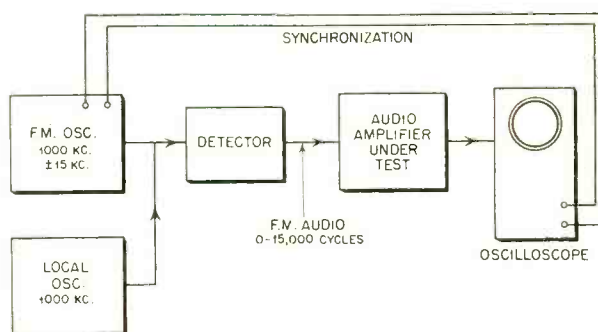 SYNCHRONIZATION
F.M. OSC.
1000 KC.
±15 KC.
DETECTOR
AUDIO
AMPLIFIER
UNDER
TEST
F.M. AUDIO
0-15,000 CYCLES
OSCILLOSCOPE
LOCAL
OSC.
1000 KC.